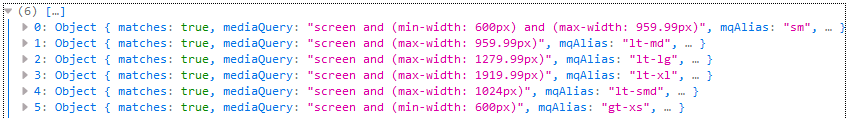 (6) […]
0: Object { matches: true, mediaQuery: "screen and (min-width: 600px) and (max-width: 959.99px)", mqAlias: "sm", … }
1: Object { matches: true, mediaQuery: "screen and (max-width: 959.99px)", mqAlias: "lt-md", … }
2: Object { matches: true, mediaQuery: "screen and (max-width: 1279.99px)", mqAlias: "lt-lg", … }
3: Object { matches: true, mediaQuery: "screen and (max-width: 1919.99px)", mqAlias: "lt-xl", … }
4: Object { matches: true, mediaQuery: "screen and (max-width: 1024px)", mqAlias: "lt-smd", … }
5: Object { matches: true, mediaQuery: "screen and (min-width: 600px)", mqAlias: "gt-xs", … }